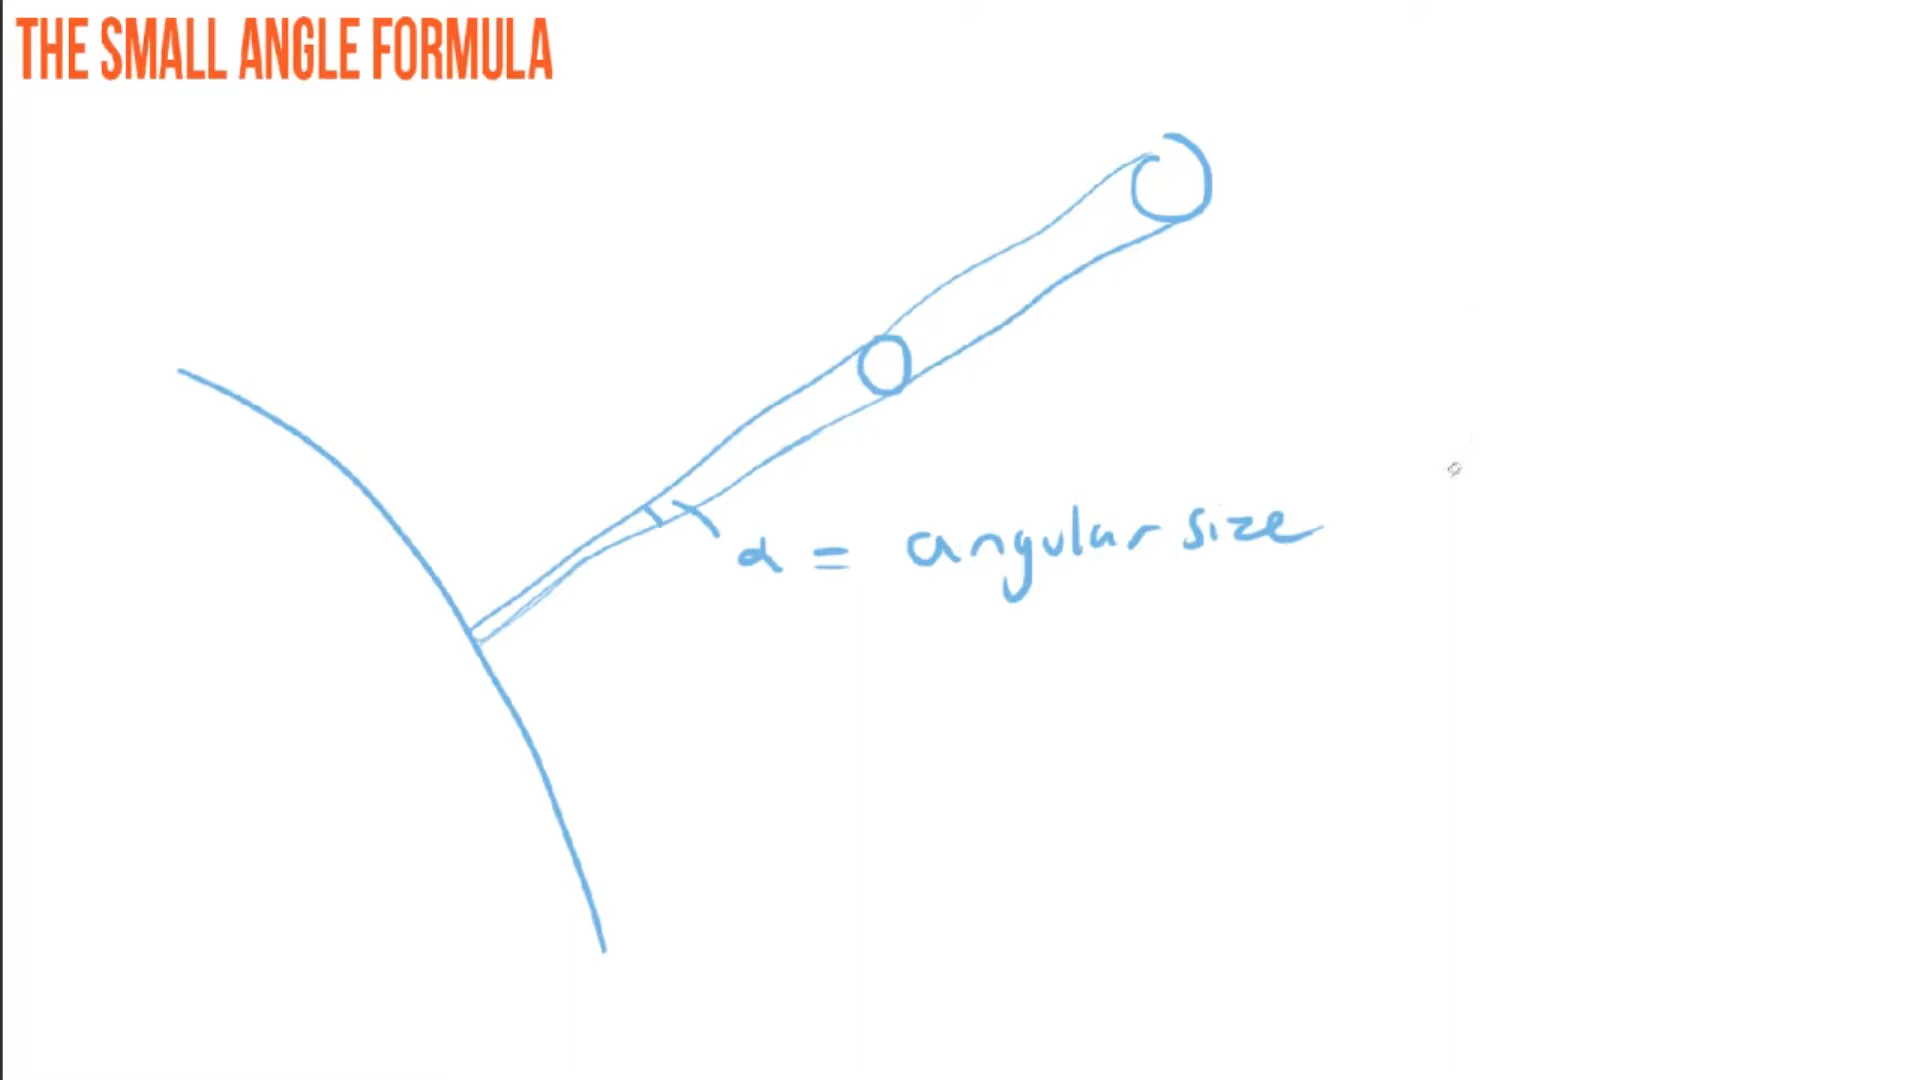 THE SMALL ANGLE FORMULA
α = angular size